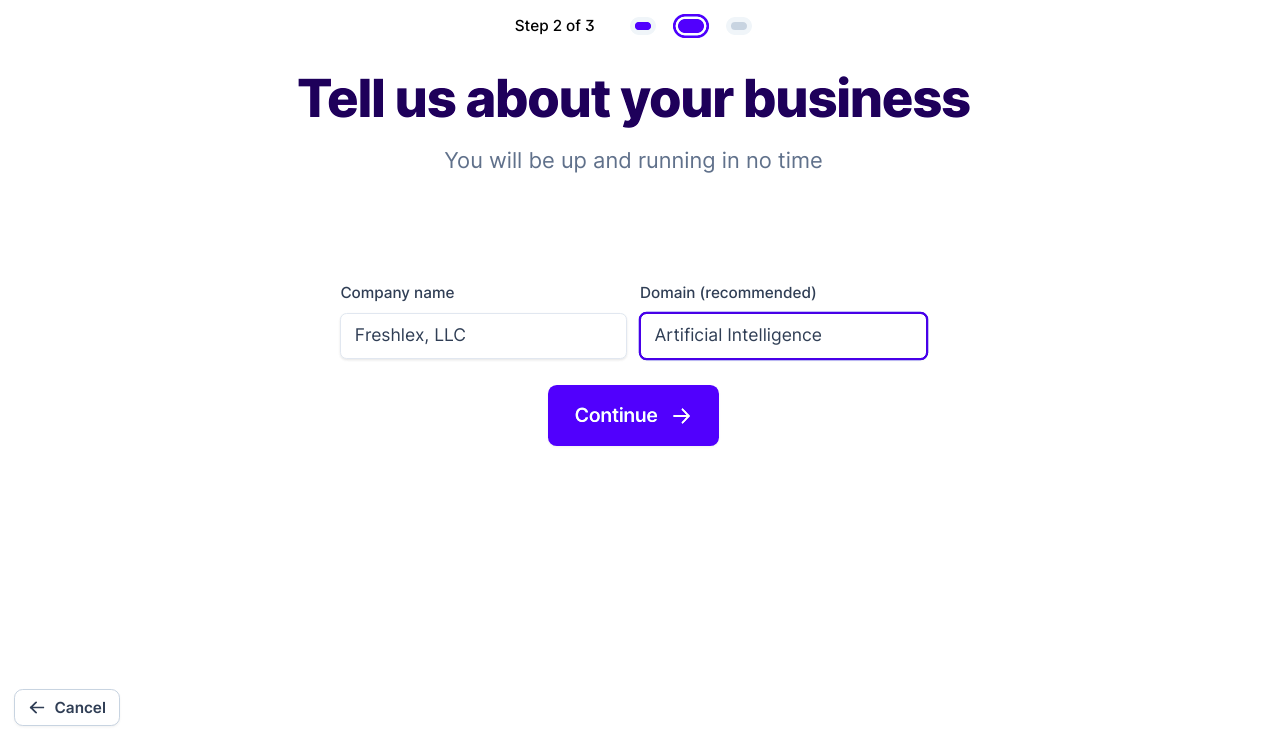 Step 2 of 3
Tell us about your business
You will be up and running in no time
Company name
Domain (recommended)
Freshlex, LLC
Artificial Intelligence
Continue
Cancel